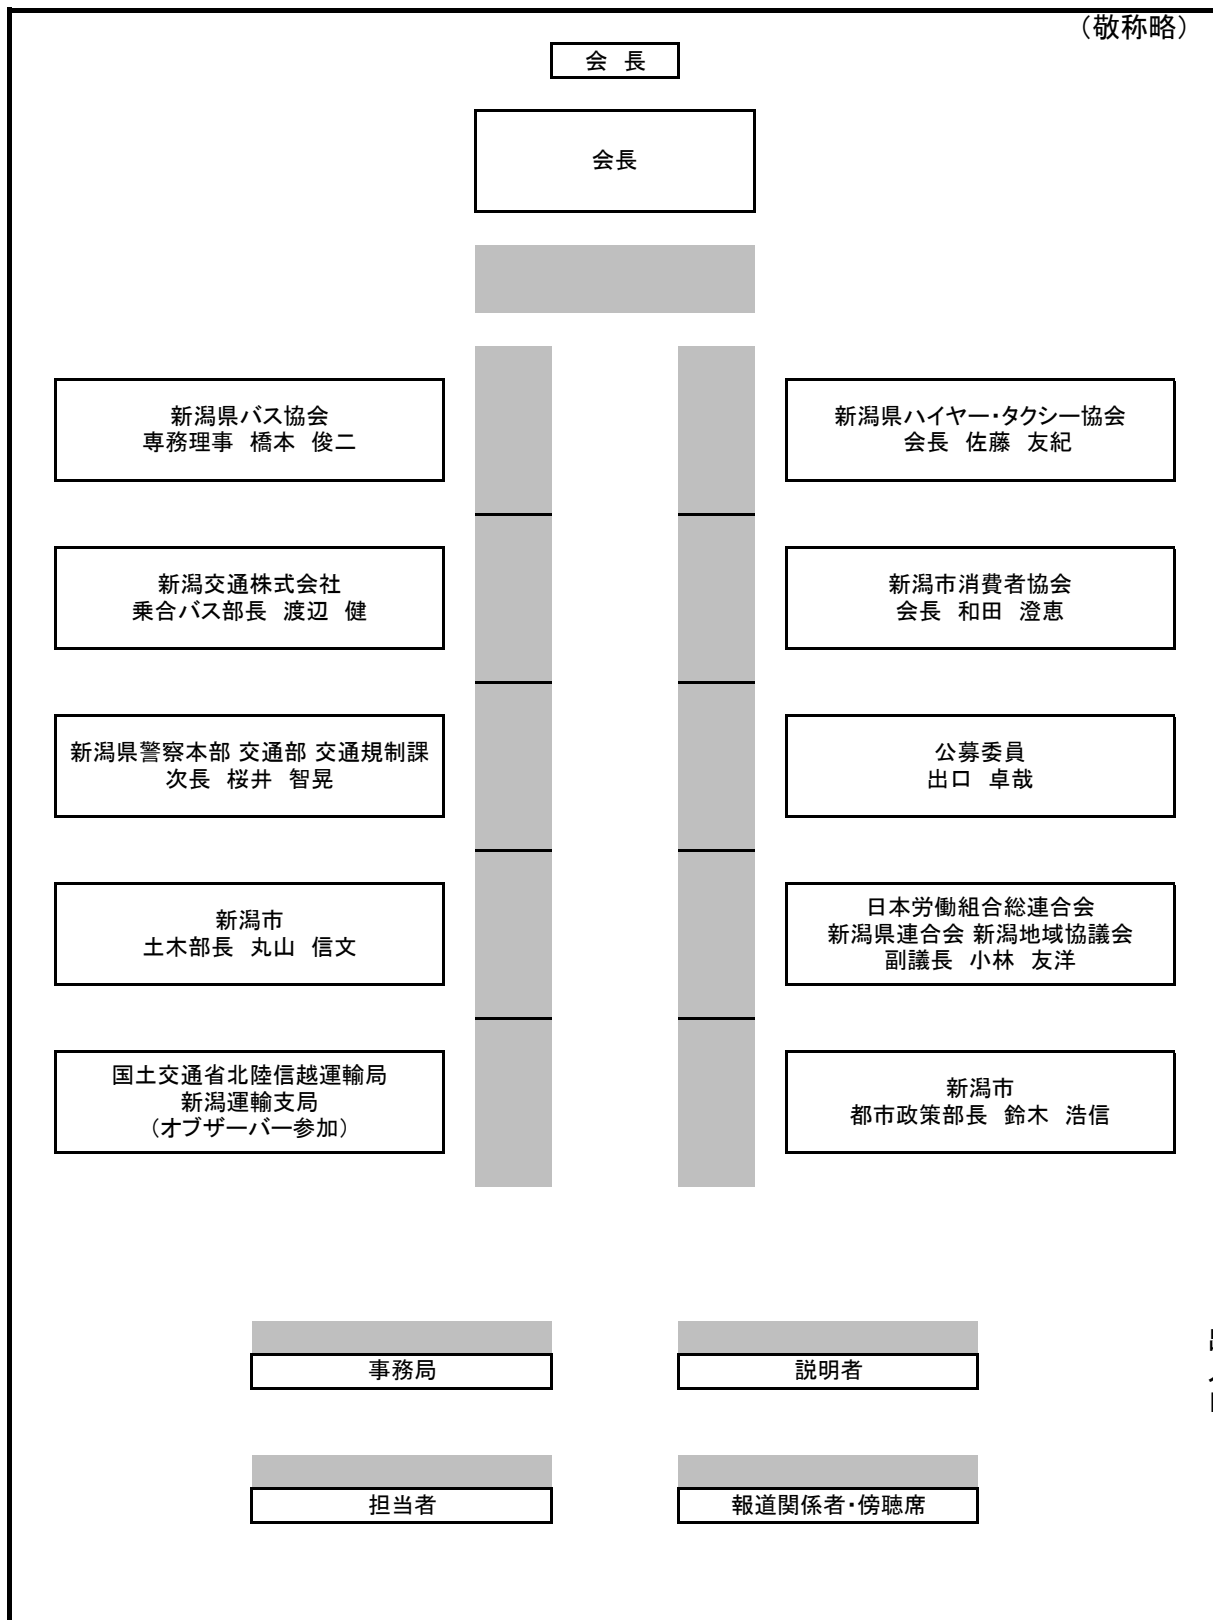 （敬称略）
会　長
会長
新潟県バス協会
専務理事　橋本　俊二
新潟県ハイヤー・タクシー協会
会長　佐藤　友紀
新潟交通株式会社
乗合バス部長　渡辺　健
新潟市消費者協会
会長　和田　澄恵
新潟県警察本部 交通部 交通規制課
次長　桜井　智晃
公募委員
出口　卓哉
新潟市
土木部長　丸山　信文
日本労働組合総連合会
新潟県連合会 新潟地域協議会
副議長　小林　友洋
国土交通省北陸信越運輸局
新潟運輸支局
（オブザーバー参加）
新潟市
都市政策部長　鈴木　浩信
事務局
説明者
担当者
報道関係者・傍聴席